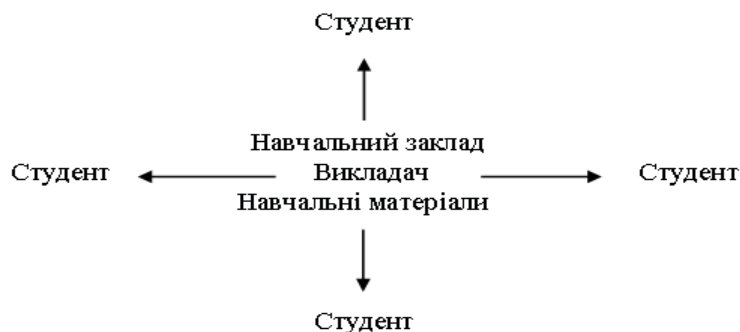 Студент
Навчальний заклад
Студент
Викладач
Студент
Навчальні матеріали
Студент